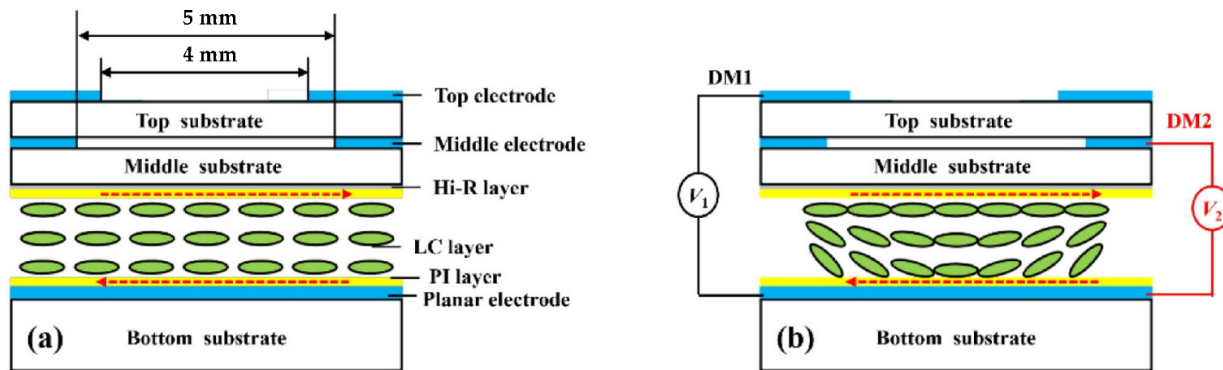 5 mm
4 mm
Top electrode
Top substrate
Middle electrode
Middle substrate
Hi-R layer
LC layer
PI layer
Planar electrode
(a)
Bottom substrate
DM1
Top substrate
DM2
Middle substrate
V1
V2
(b)
Bottom substrate